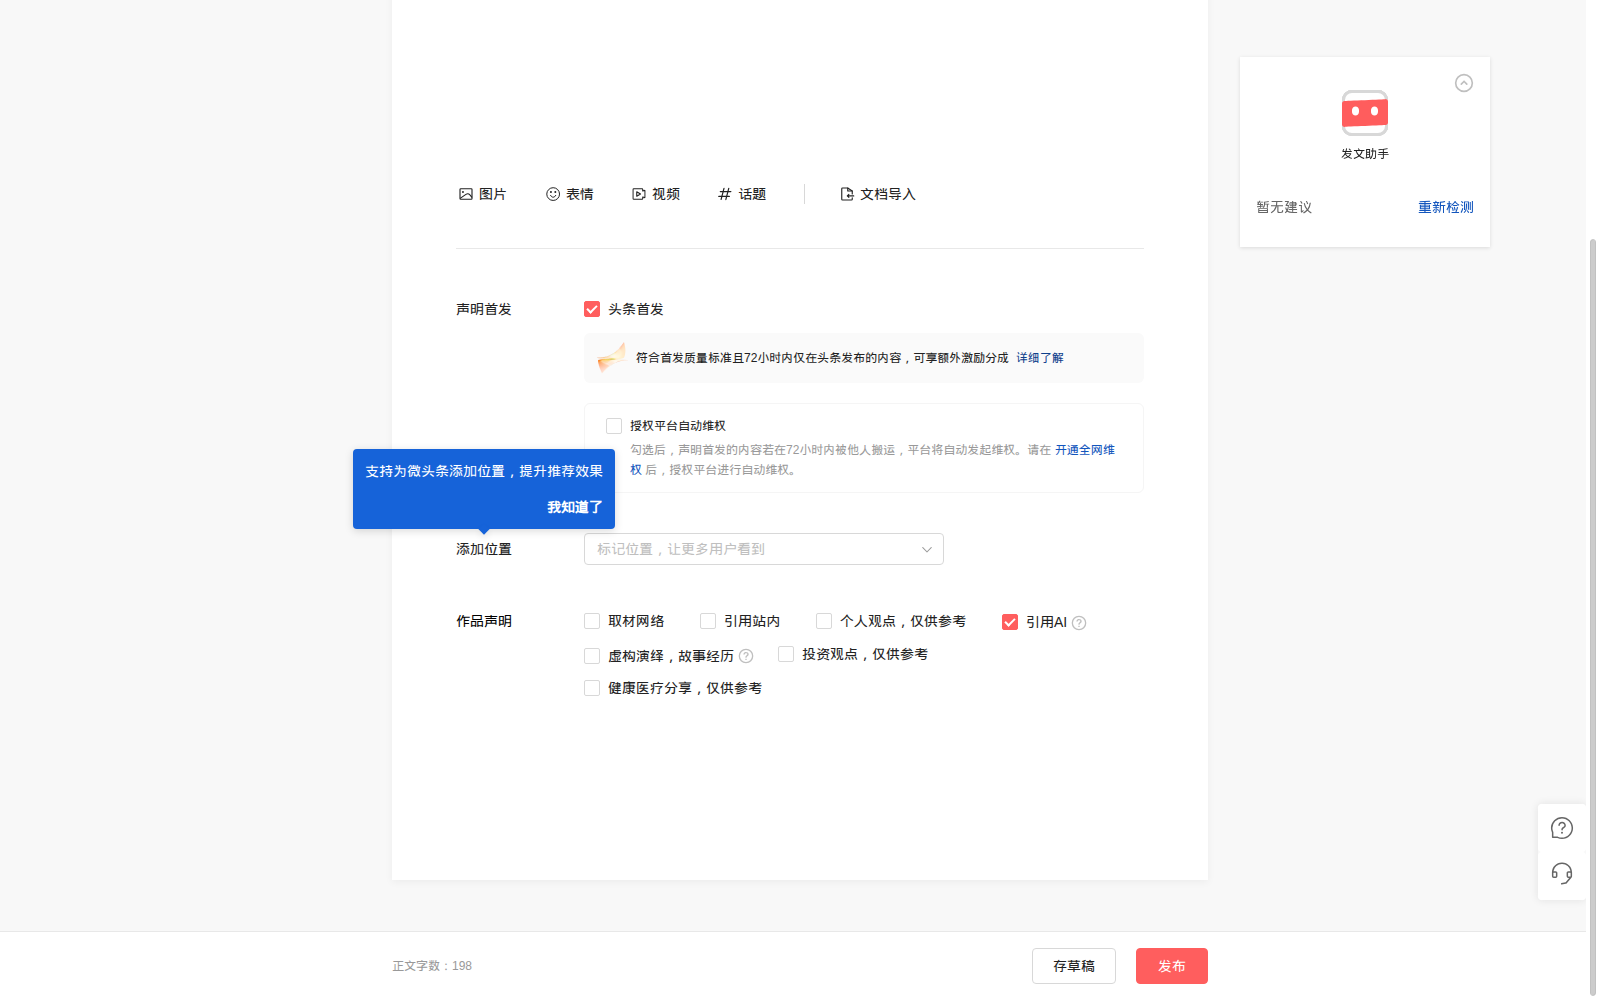 发文助手
暂无建议 重新检测
图片 表情 视频 话题 文档导入
声明首发 头条首发
符合首发质量标准且72小时内仅在头条发布的内容，可享额外激励分成 详细了解
授权平台自动维权
勾选后，声明首发的内容若在72小时内被他人搬运，平台将自动发起维权。请在 开通全网维
权 后，授权平台进行自动维权。
支持为微头条添加位置，提升推荐效果
我知道了
添加位置 标记位置，让更多用户看到
作品声明 取材网络 引用站内 个人观点，仅供参考 引用AI
虚构演绎，故事经历 投资观点，仅供参考
健康医疗分享，仅供参考
正文字数：198 存草稿 发布